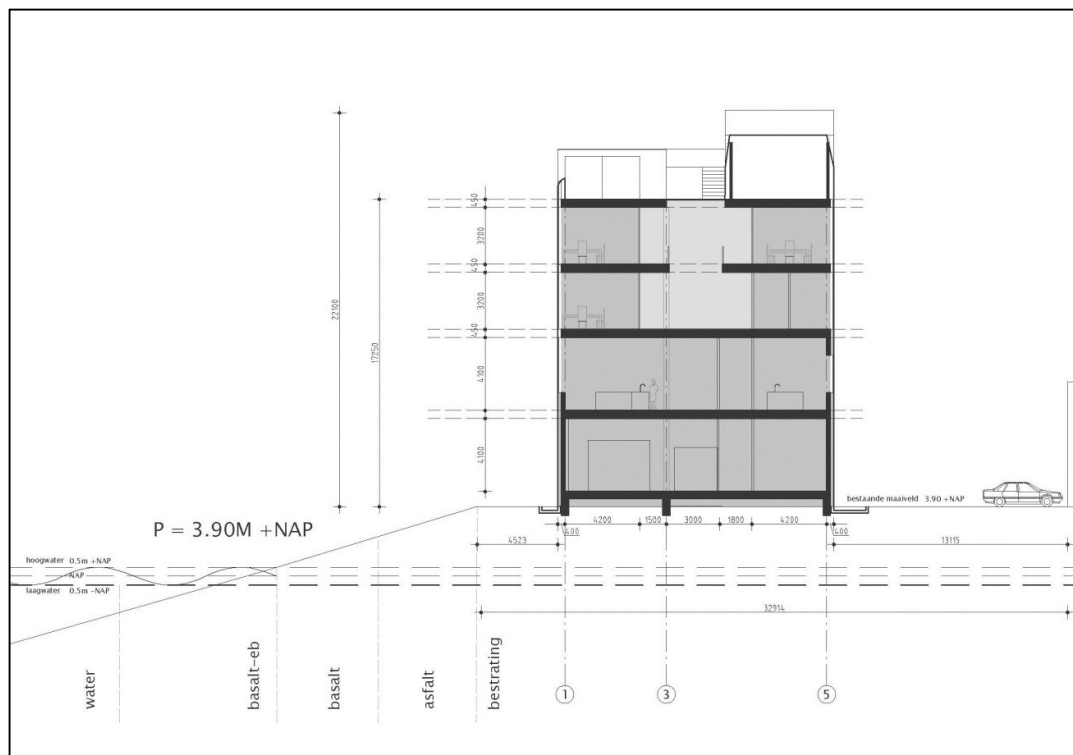 450
3200
450
3200
450
4100
4100
22100
17250
bestaande maaiveld 3.90 +NAP
P = 3.90M +NAP
4200 1500 3000 1800 4200
400 400
4523 13115
hoogwater 0.5m +NAP
NAP
laagwater 0.5m -NAP
32914
water
basalt-eb
basalt
asfalt
bestrating
1 3 5